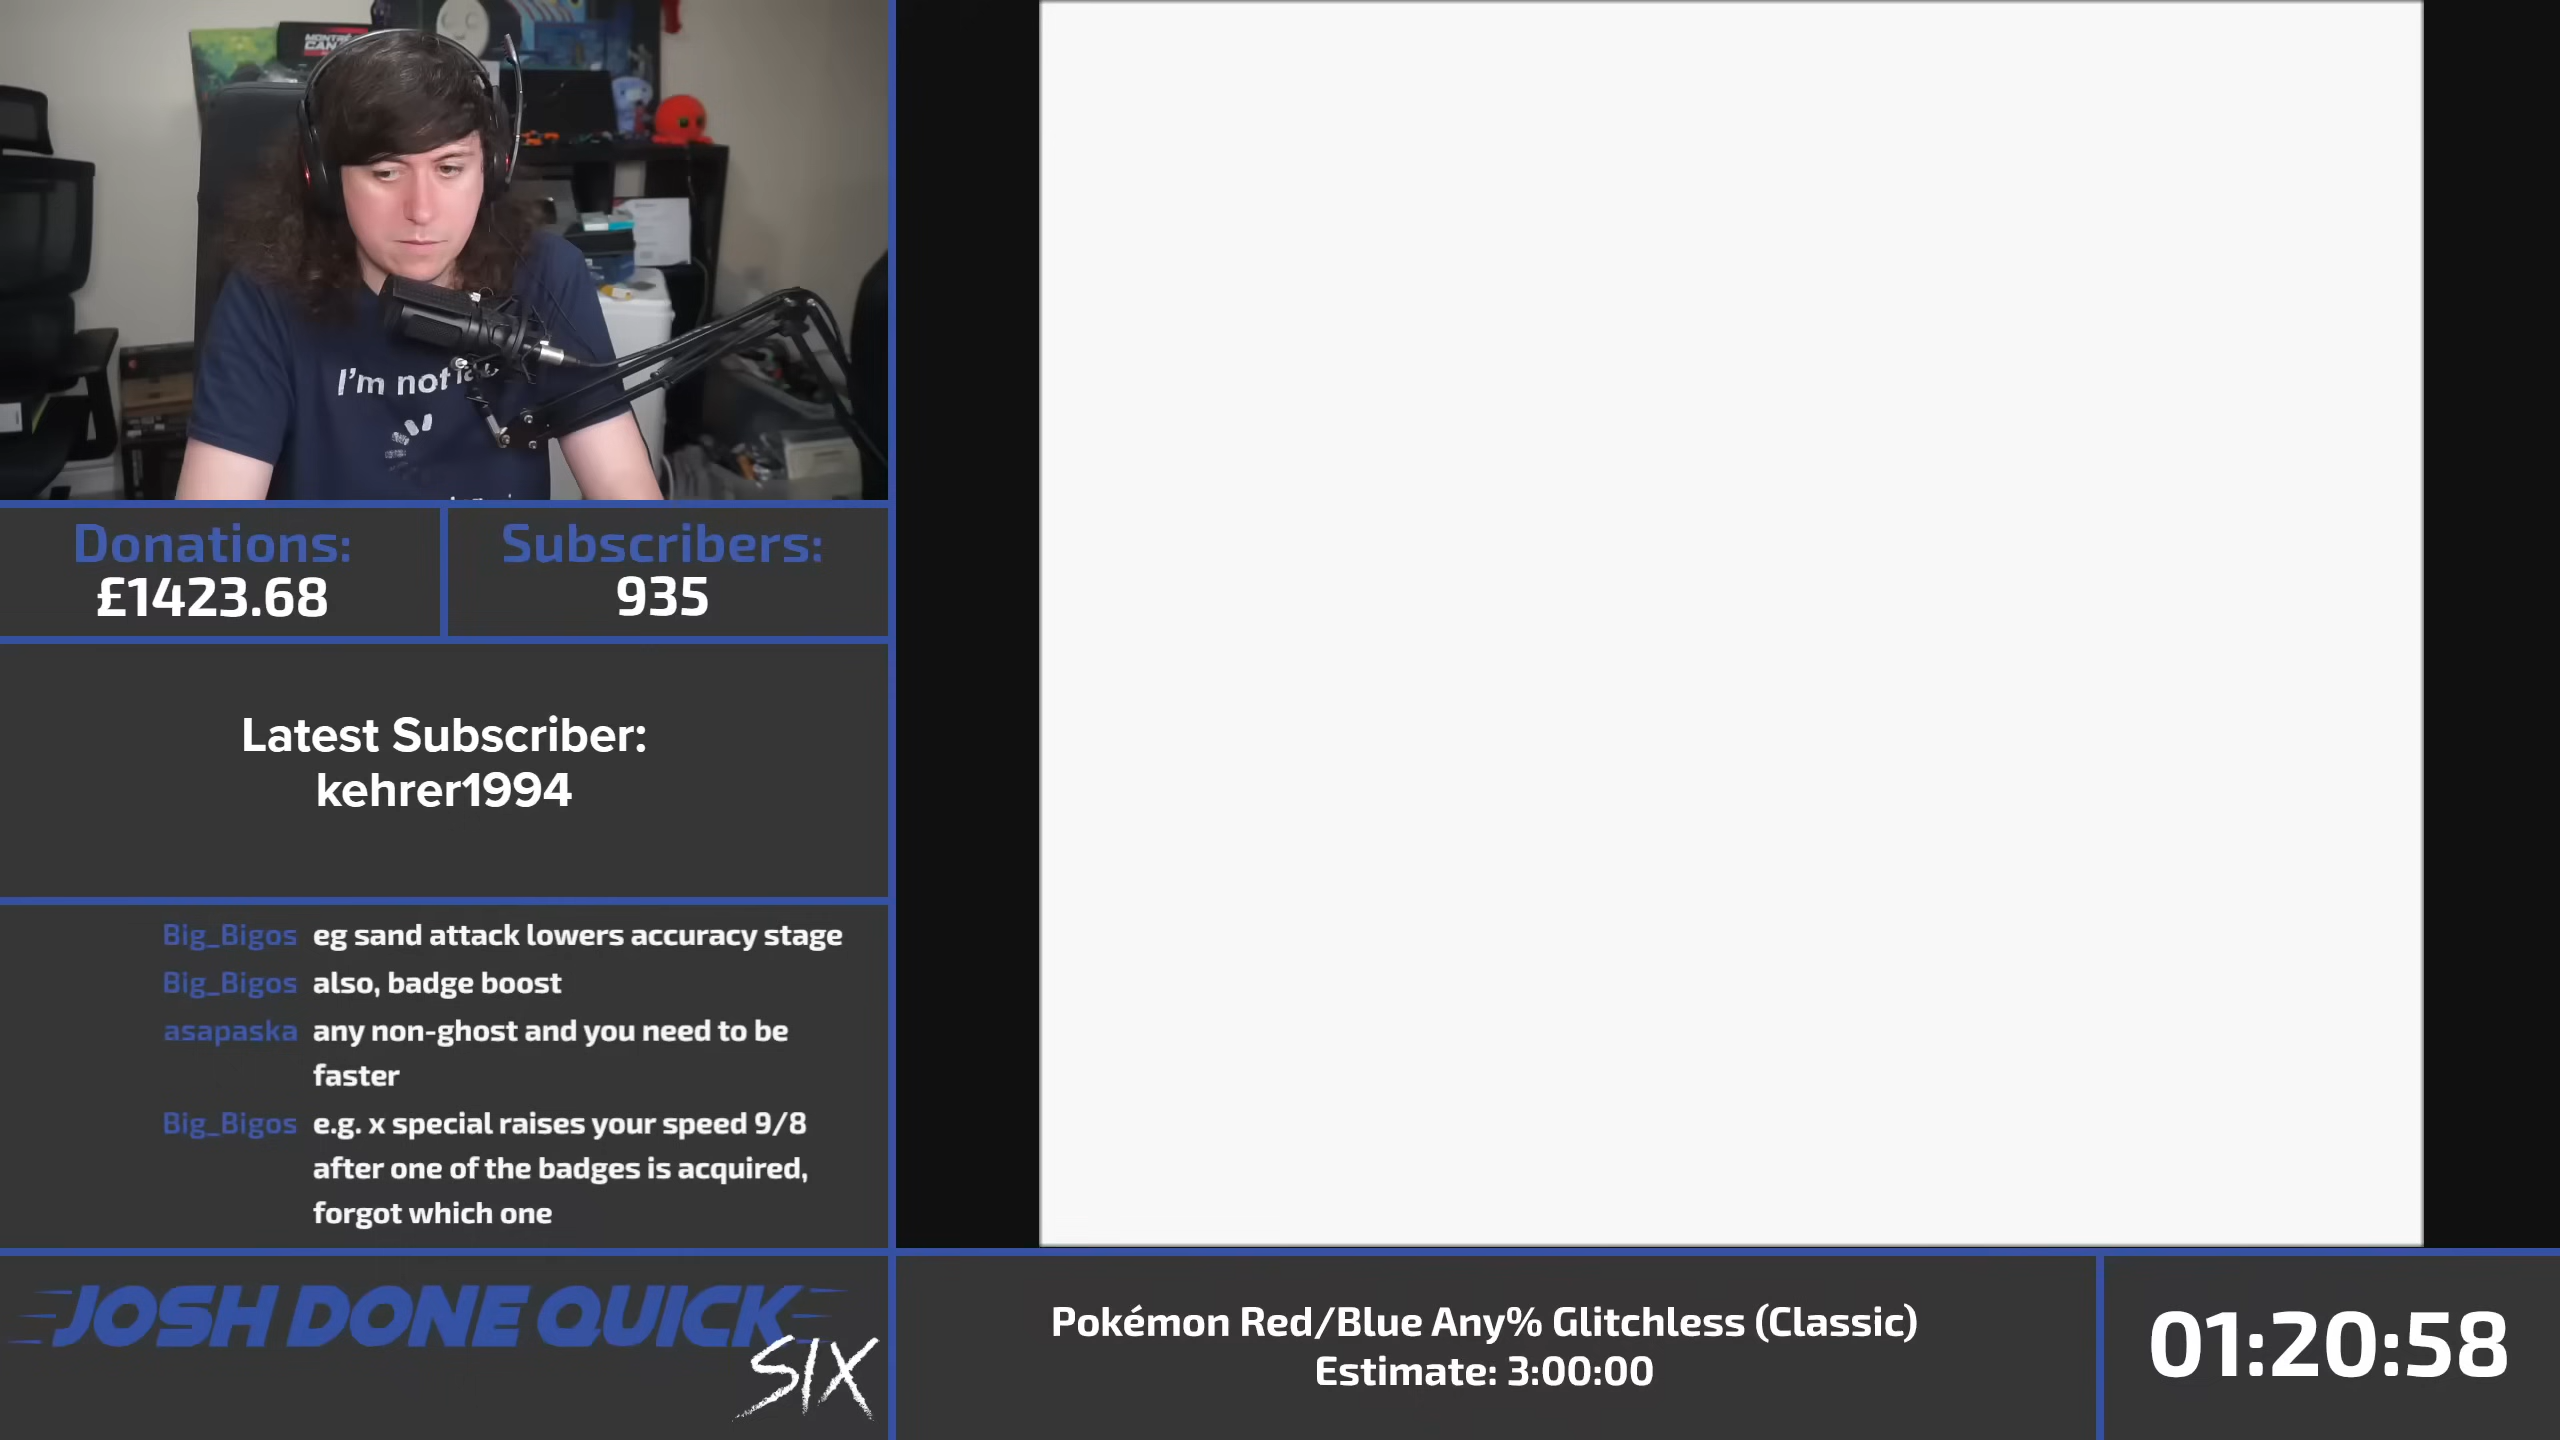 MONTRÉ
CAN
I'm not
Donations:
£1423.68
Subscribers:
935
Latest Subscriber:
kehrer1994
Big_Bigos eg sand attack lowers accuracy stage
Big_Bigos also, badge boost
asapaska any non-ghost and you need to be
faster
Big_Bigos e.g. x special raises your speed 9/8
after one of the badges is acquired,
forgot which one
JOSH DONE QUICK
SIX
Pokémon Red/Blue Any% Glitchless (Classic)
Estimate: 3:00:00
01:20:58